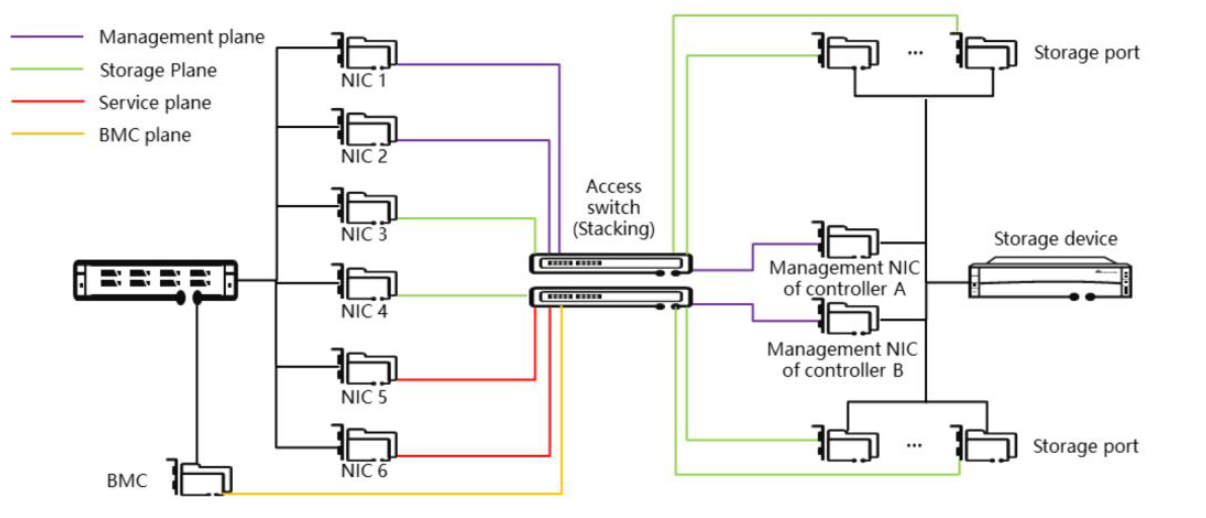 Management plane
Storage Plane
Service plane
BMC plane
NIC 1
NIC 2
NIC 3
NIC 4
NIC 5
NIC 6
BMC
Access
switch
(Stacking)
...
Storage port
Management NIC
of controller A
Storage device
Management NIC
of controller B
...
Storage port